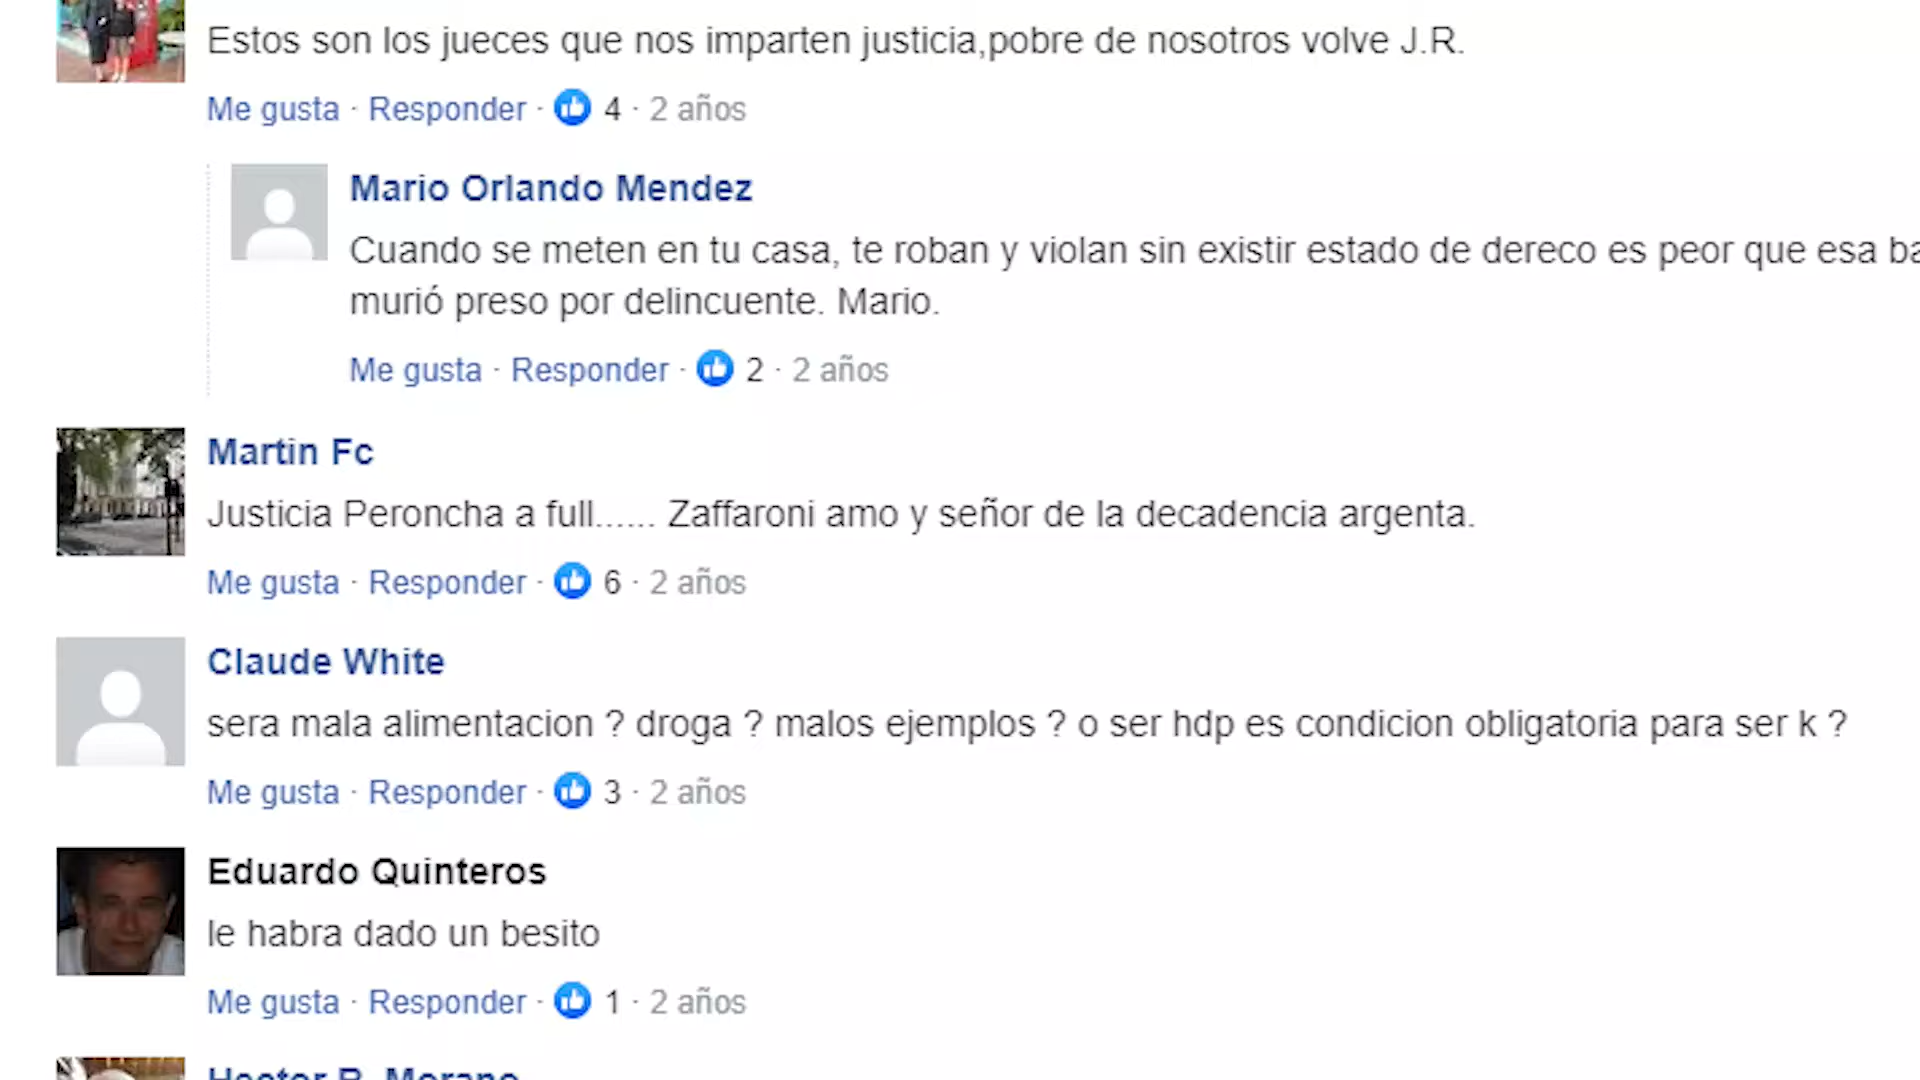 Estos son los jueces que nos imparten justicia,pobre de nosotros volve J.R.
Me gusta · Responder · 4 · 2 años
Mario Orlando Mendez
Cuando se meten en tu casa, te roban y violan sin existir estado de dereco es peor que esa
murió preso por delincuente. Mario.
Me gusta · Responder · 2 · 2 años
Martin Fc
Justicia Peroncha a full...... Zaffaroni amo y señor de la decadencia argenta.
Me gusta · Responder · 6 · 2 años
Claude White
sera mala alimentacion ? droga ? malos ejemplos ? o ser hdp es condicion obligatoria para ser k ?
Me gusta · Responder · 3 · 2 años
Eduardo Quinteros
le habra dado un besito
Me gusta · Responder · 1 · 2 años
Hector R. Morano